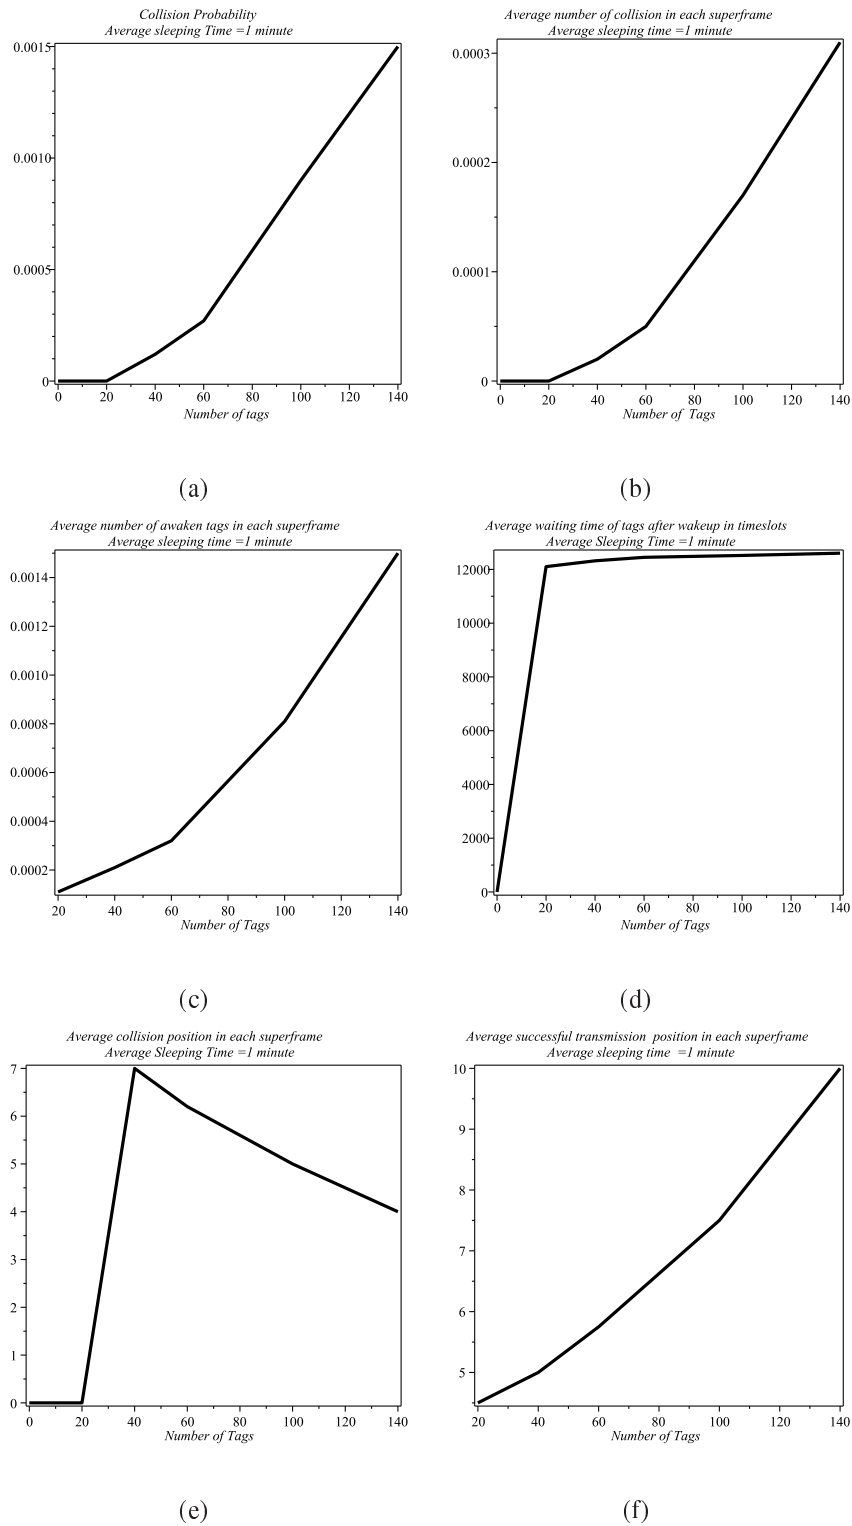 Collision Probability
Average sleeping Time =1 minute
0.0015
0.0010
0.0005
0
0 20 40 60 80 100 120 140
Number of tags
(a)
Average number of collision in each superframe
Average sleeping time =1 minute
0.0003
0.0002
0.0001
0
0 20 40 60 80 100 120 140
Number of Tags
(b)
Average number of awaken tags in each superframe
Average sleeping time =1 minute
0.0014
0.0012
0.0010
0.0008
0.0006
0.0004
0.0002
20 40 60 80 100 120 140
Number of Tags
(c)
Average waiting time of tags after wakeup in timeslots
Average Sleeping Time =1 minute
12000
10000
8000
6000
4000
2000
0
0 20 40 60 80 100 120 140
Number of Tags
(d)
Average collision position in each superframe
Average Sleeping Time =1 minute
7
6
5
4
3
2
1
0
0 20 40 60 80 100 120 140
Number of Tags
(e)
Average successful transmission position in each superframe
Average sleeping time =1 minute
10
9
8
7
6
5
20 40 60 80 100 120 140
Number of Tags
(f)